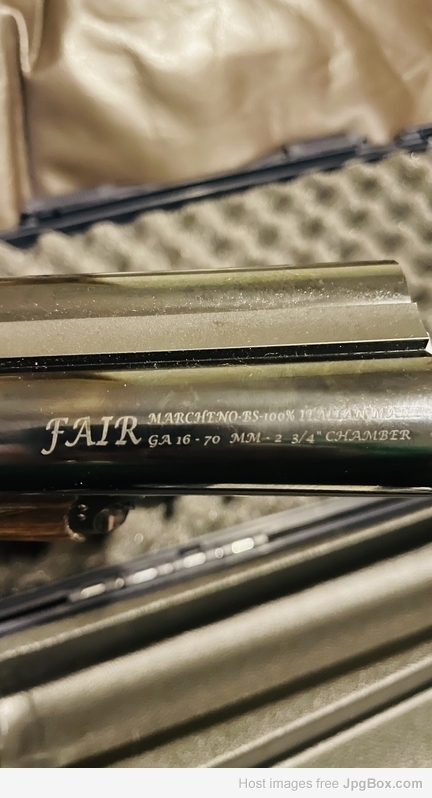 FAIR
MARCHENO-BS-100% ITALIAN
GA 16 - 70 MM - 2 3/4" CHAMBER
Host images free JpgBox.com